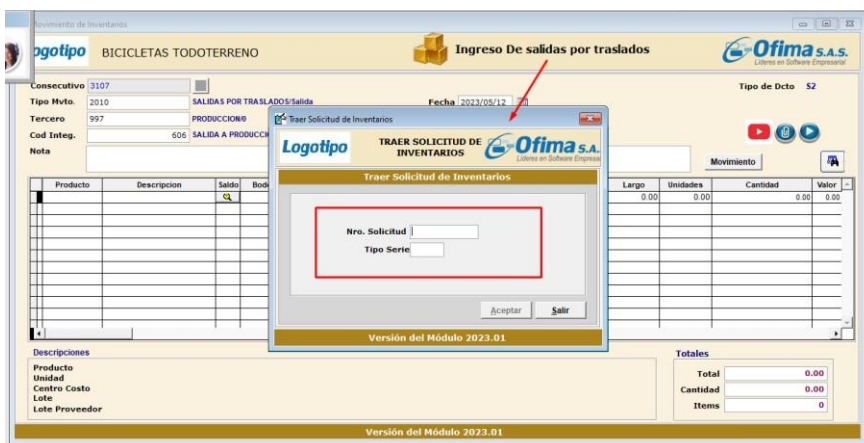 Movimiento de Inventarios
ogotipo BICICLETAS TODOTERRENO Ingreso De salidas por traslados Ofima S.A.S.
Líderes en Software Empresarial
Consecutivo 3107 Tipo de Dcto S2
Tipo Mvto. 2010 SALIDAS POR TRASLADOS/Salida Fecha 2023/05/12
Tercero 997 PRODUCCION/0
Cod Integ. 606 SALIDA A PRODUCCI
Nota Movimiento
Producto Descripcion Saldo Bod Largo Unidades Cantidad Valor
0.00 0.00 0.00 0.00
Traer Solicitud de Inventarios
Logotipo TRAER SOLICITUD DE INVENTARIOS Ofima S.A.
Líderes en Software Empresa
Traer Solicitud de Inventarios
Nro. Solicitud
Tipo Serie
Aceptar Salir
Versión del Módulo 2023.01
Descripciones
Producto
Unidad
Centro Costo
Lote
Lote Proveedor
Totales
Total 0.00
Cantidad 0.00
Items 0
Versión del Módulo 2023.01